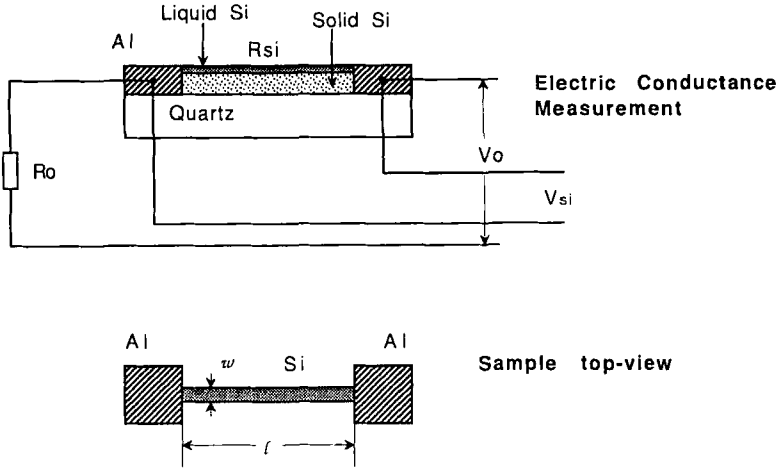 Liquid Si
Solid Si
Al
Rsi
Electric Conductance
Measurement
Quartz
Vo
Ro
Vsi
Al
Al
w
Si
Sample top-view
l